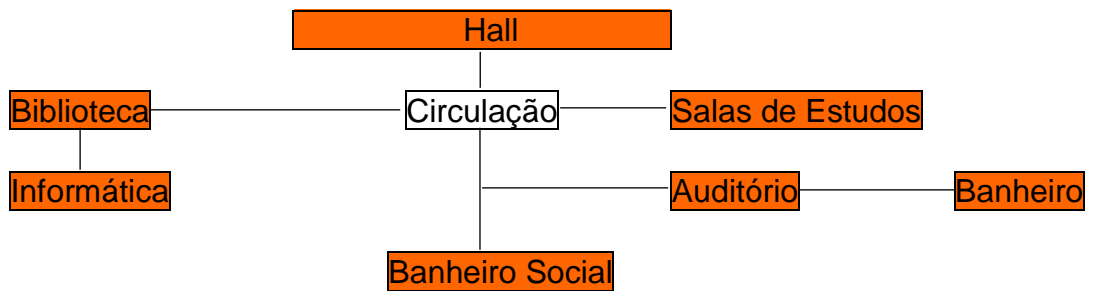 Hall
Biblioteca
Circulação
Salas de Estudos
Informática
Auditório
Banheiro
Banheiro Social